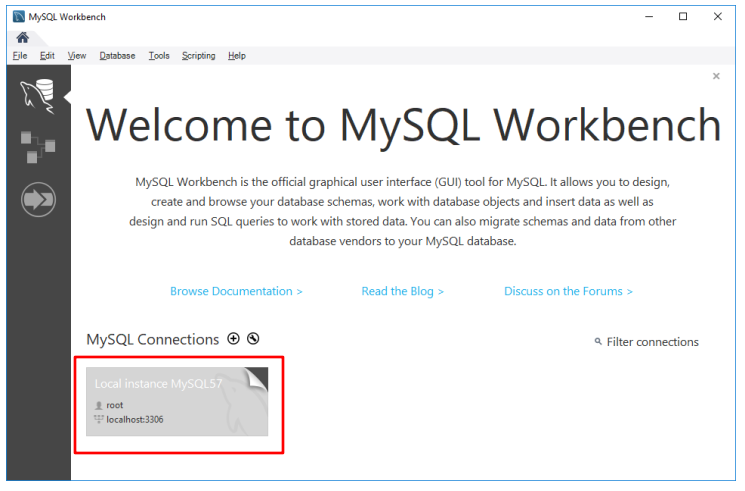 MySQL Workbench
File Edit View Database Tools Scripting Help
Welcome to MySQL Workbench
MySQL Workbench is the official graphical user interface (GUI) tool for MySQL. It allows you to design,
create and browse your database schemas, work with database objects and insert data as well as
design and run SQL queries to work with stored data. You can also migrate schemas and data from other
database vendors to your MySQL database.
Browse Documentation > Read the Blog > Discuss on the Forums >
MySQL Connections Filter connections
Local instance MySQL57
root
localhost:3306